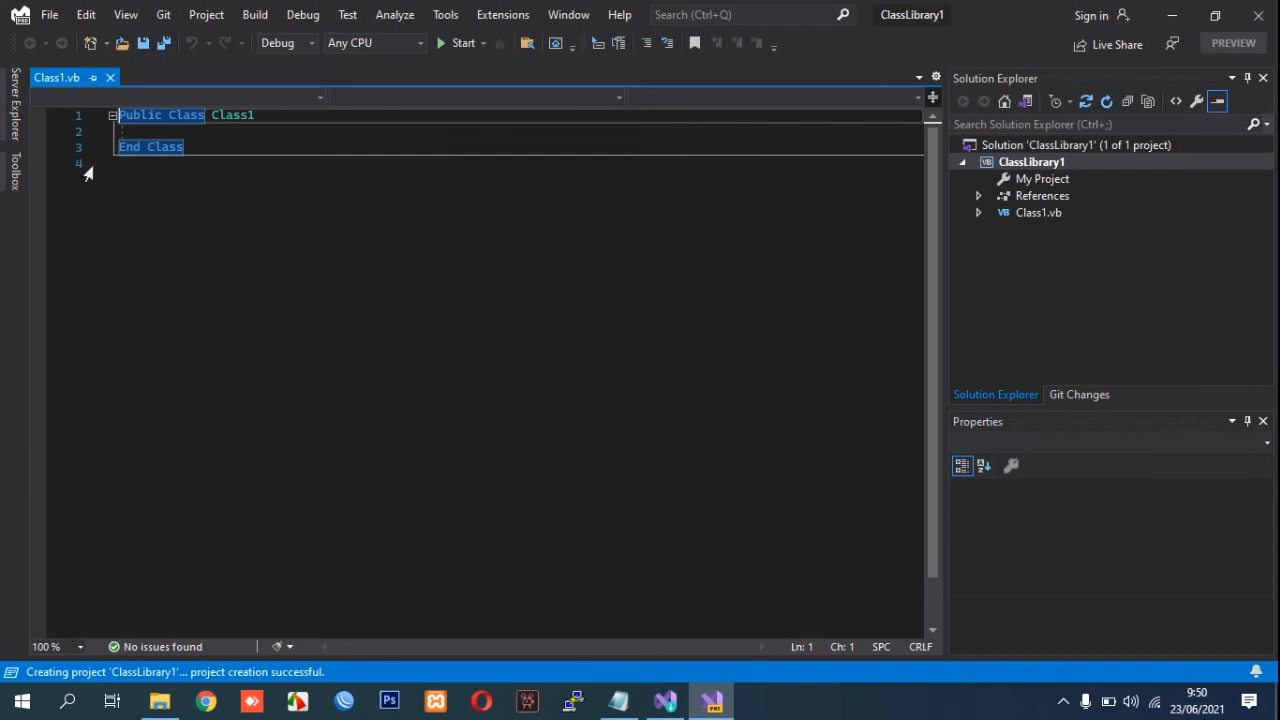 File Edit View Git Project Build Debug Test Analyze Tools Extensions Window Help Search (Ctrl+Q) ClassLibrary1 Sign in
Debug Any CPU Start Live Share PREVIEW
Class1.vb
Server Explorer
Toolbox
1 Public Class Class1
2
3 End Class
4
Solution Explorer
Search Solution Explorer (Ctrl+;)
Solution 'ClassLibrary1' (1 of 1 project)
VB ClassLibrary1
My Project
References
VB Class1.vb
Solution Explorer Git Changes
Properties
100 % No issues found Ln: 1 Ch: 1 SPC CRLF
Creating project 'ClassLibrary1'... project creation successful.
Ps PRE 9:50
23/06/2021